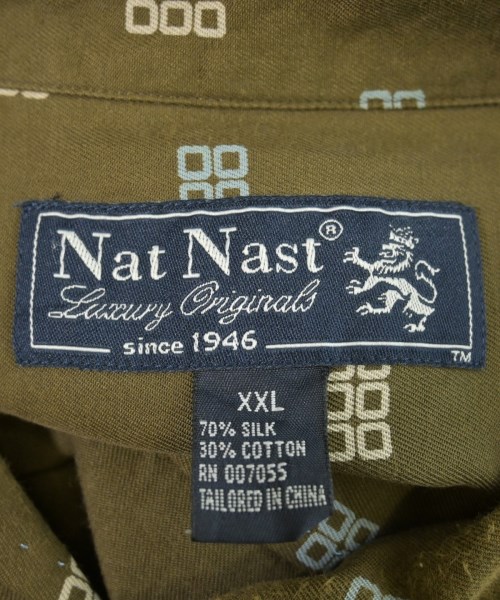 Nat Nast®
Luxury Originals
since 1946
TM
XXL
70% SILK
30% COTTON
RN 007055
TAILORED IN CHINA